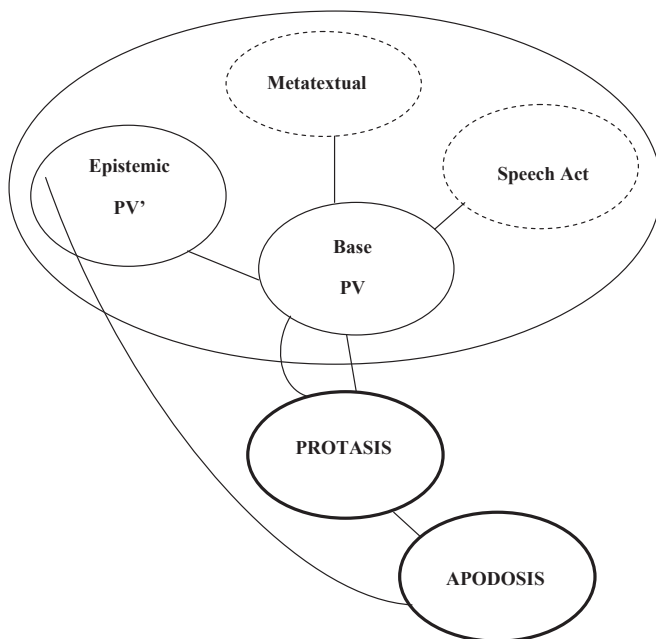 Metatextual
Epistemic
PV’
Speech Act
Base
PV
PROTASIS
APODOSIS